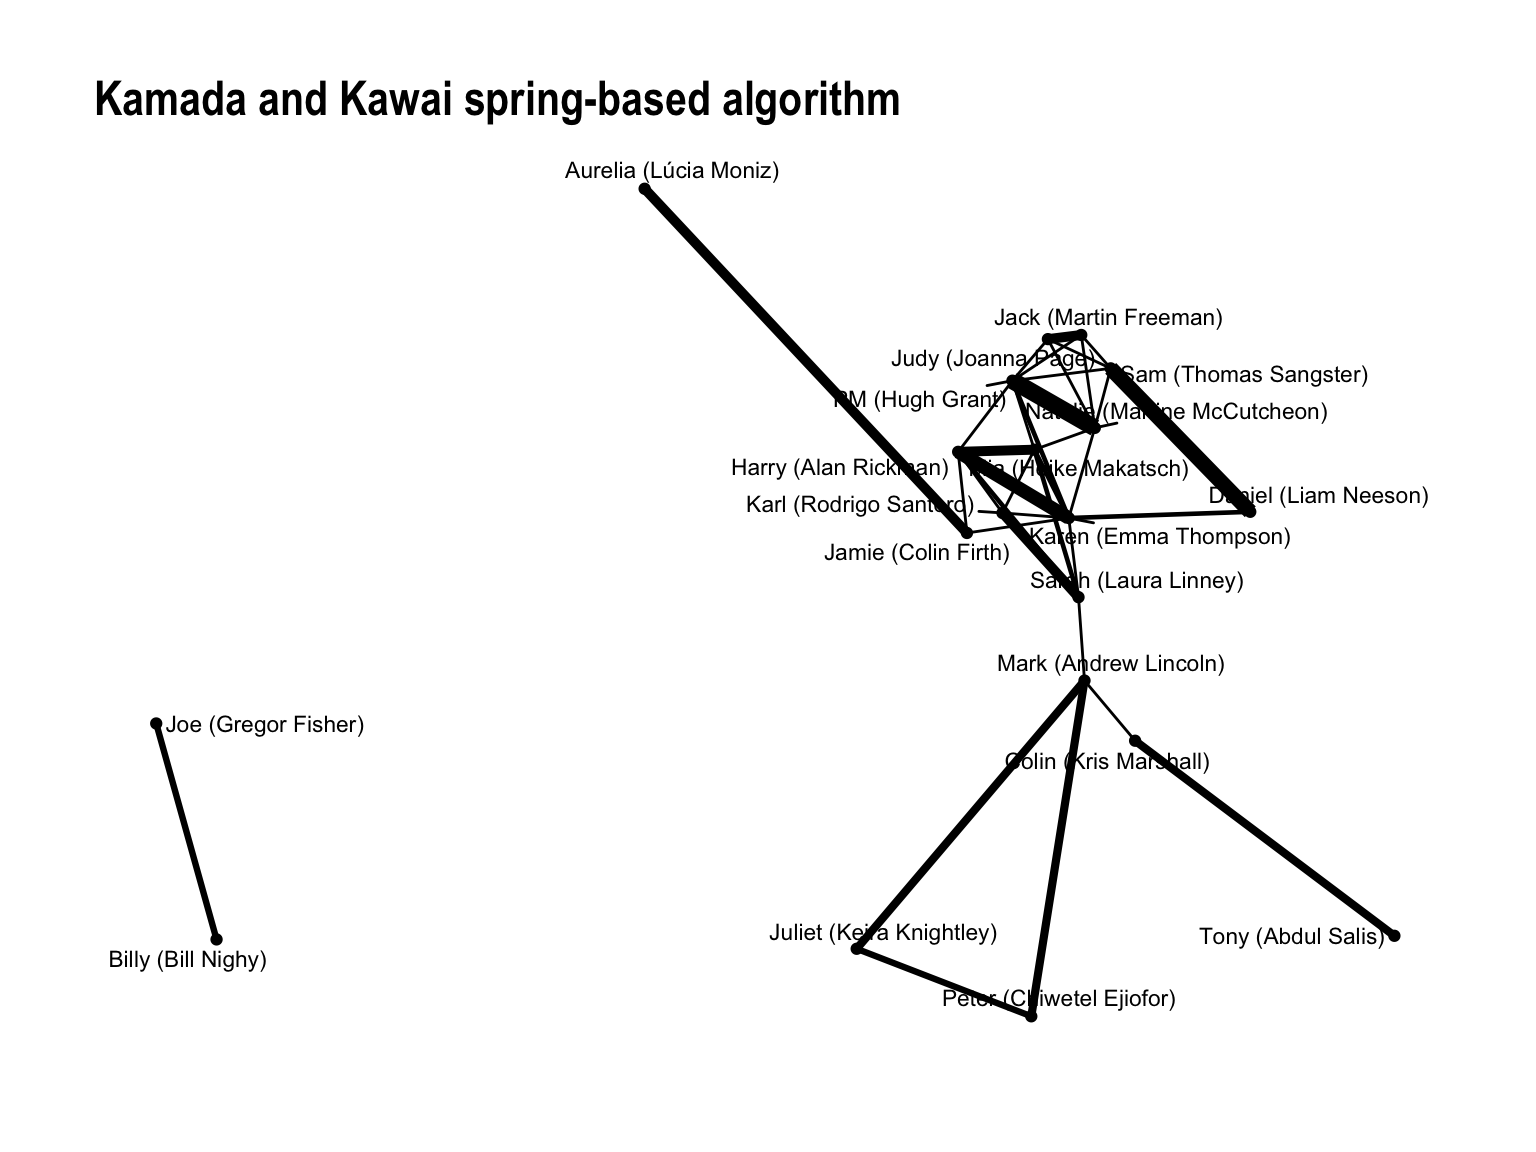 Kamada and Kawai spring-based algorithm
Aurelia (Lúcia Moniz)
Jack (Martin Freeman)
Judy (Joanna Page)
Sam (Thomas Sangster)
PM (Hugh Grant)
Natalie (Martine McCutcheon)
Harry (Alan Rickman)
Mia (Heike Makatsch)
Daniel (Liam Neeson)
Karl (Rodrigo Santoro)
Karen (Emma Thompson)
Jamie (Colin Firth)
Sarah (Laura Linney)
Mark (Andrew Lincoln)
Joe (Gregor Fisher)
Colin (Kris Marshall)
Juliet (Keira Knightley)
Tony (Abdul Salis)
Billy (Bill Nighy)
Peter (Chiwetel Ejiofor)